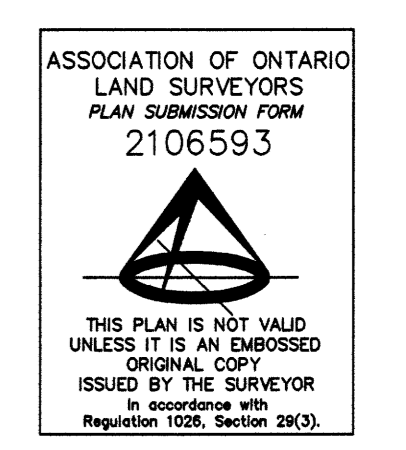 ASSOCIATION OF ONTARIO
LAND SURVEYORS
PLAN SUBMISSION FORM
2106593
THIS PLAN IS NOT VALID
UNLESS IT IS AN EMBOSSED
ORIGINAL COPY
ISSUED BY THE SURVEYOR
In accordance with
Regulation 1026, Section 29(3).